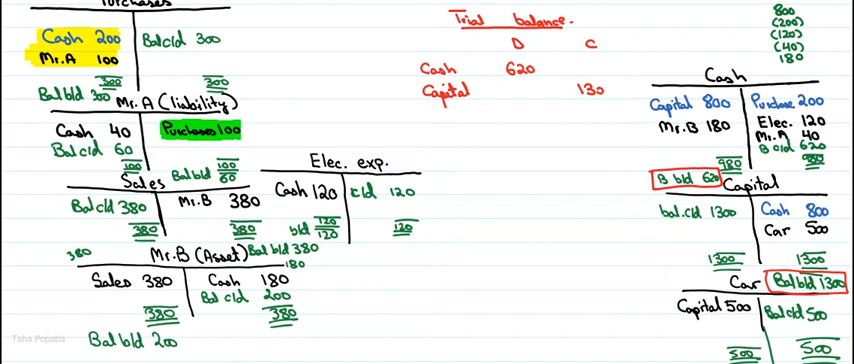 Purchases
Cash 200 Bal c/d 300
Mr. A 100
300 300
Bal b/d 300
Mr. A (liability)
Cash 40 Purchases 100
Bal c/d 60
100 100
Bal b/d 60
Sales
Bal c/d 380 Mr. B 380
380 380
Bal b/d 380
380 Mr. B (Asset) 180
Sales 380 Cash 180
Bal c/d 200
380 380
Bal b/d 200
Elec. exp.
Cash 120 c/d 120
120 120
b/d 120
Trial balance.
D C
Cash 620
Capital 130
800
(200)
(120)
(40)
180
Cash
Capital 800 Purchase 200
Mr. B 180 Elec. 120
Mr. A 40
B c/d 620
980 980
B b/d 620
Capital
bal. c/d 1300 Cash 800
Car 500
1300 1300
Bal b/d 1300
Car
Capital 500 Bal c/d 500
500 500
Taha Popatia